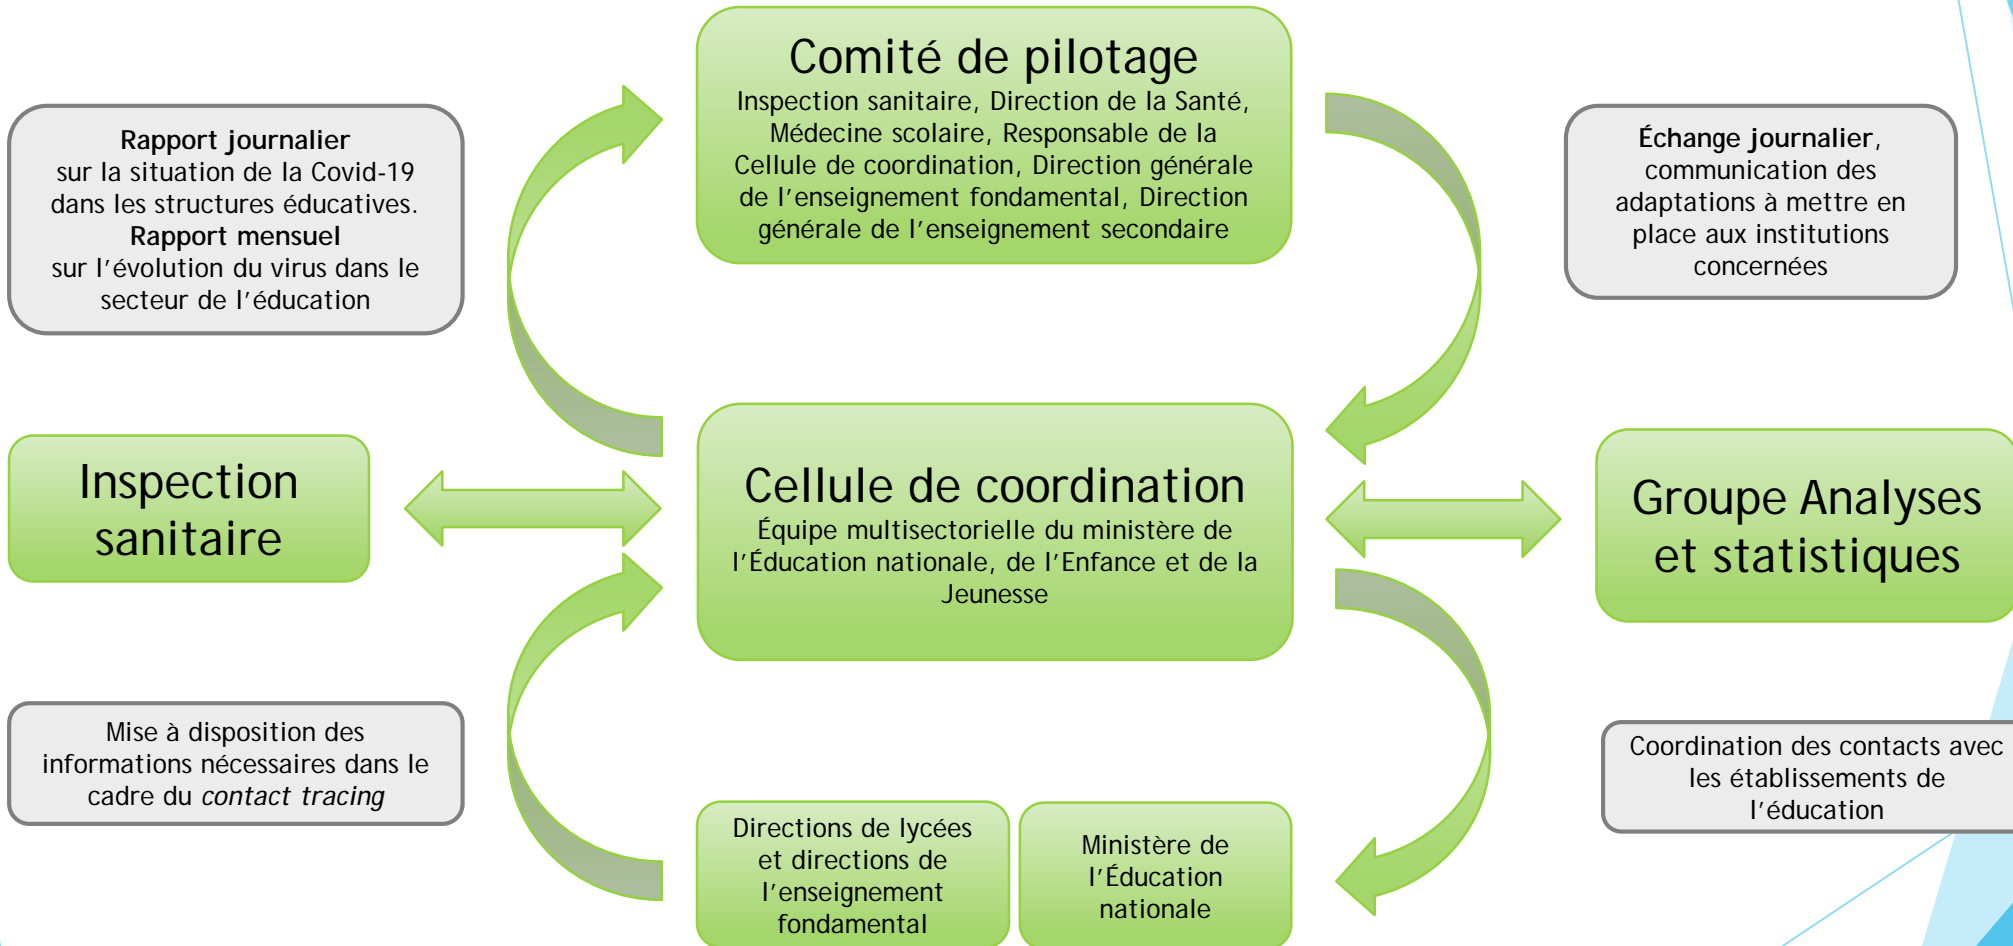 Comité de pilotage
Inspection sanitaire, Direction de la Santé,
Médecine scolaire, Responsable de la
Cellule de coordination, Direction générale
de l'enseignement fondamental, Direction
générale de l'enseignement secondaire
Rapport journalier
sur la situation de la Covid-19
dans les structures éducatives.
Rapport mensuel
sur l'évolution du virus dans le
secteur de l'éducation
Échange journalier,
communication des
adaptations à mettre en
place aux institutions
concernées
Inspection
sanitaire
Cellule de coordination
Équipe multisectorielle du ministère de
l'Éducation nationale, de l'Enfance et de la
Jeunesse
Groupe Analyses
et statistiques
Mise à disposition des
informations nécessaires dans le
cadre du contact tracing
Coordination des contacts avec
les établissements de
l'éducation
Directions de lycées
et directions de
l'enseignement
fondamental
Ministère de
l'Éducation
nationale